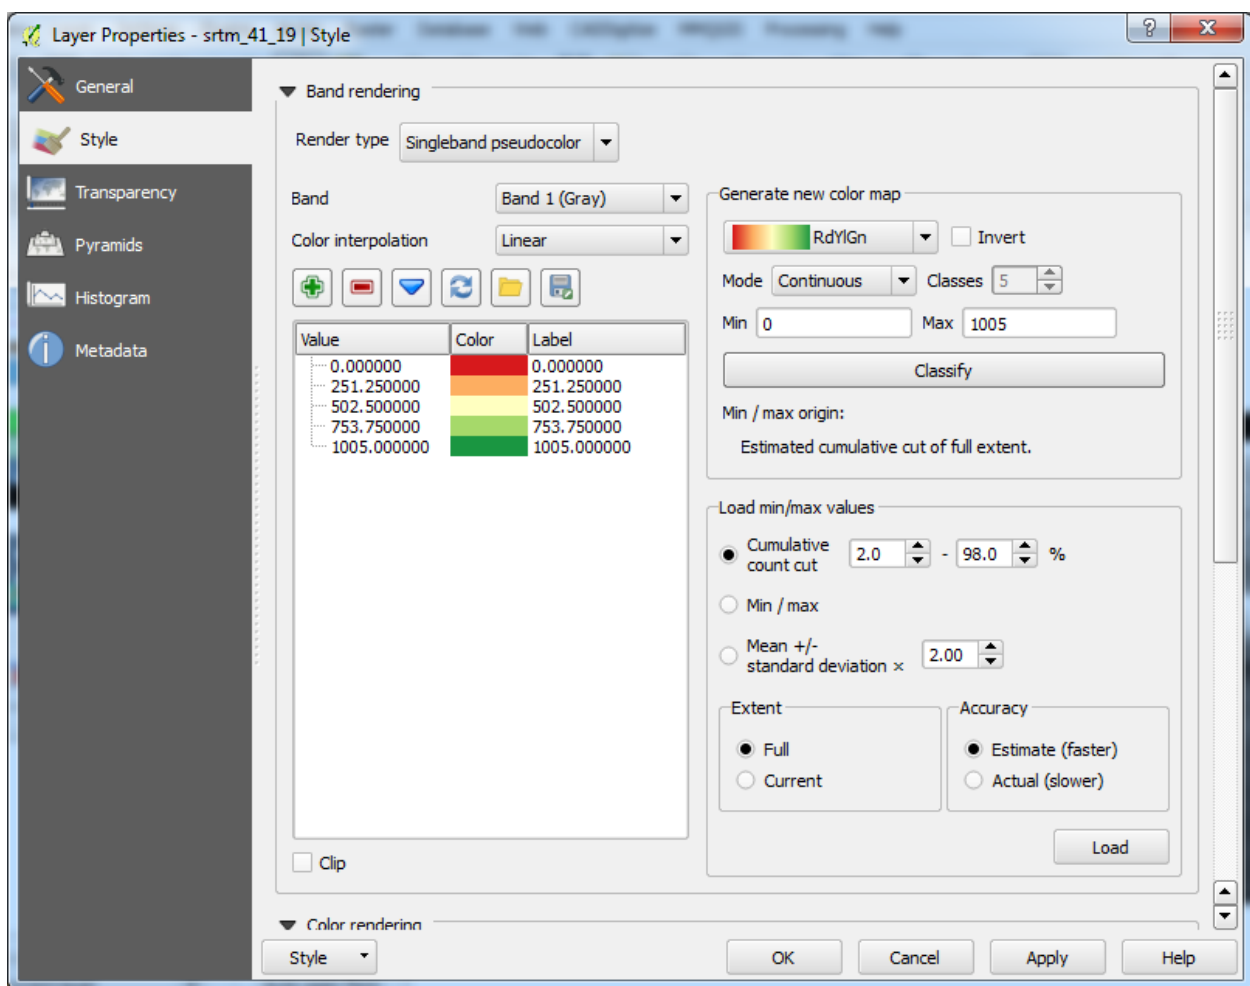 Layer Properties - srtm_41_19 | Style
General
Style
Transparency
Pyramids
Histogram
Metadata
Band rendering
Render type Singleband pseudocolor
Band Band 1 (Gray)
Color interpolation Linear
Value Color Label
0.000000 0.000000
251.250000 251.250000
502.500000 502.500000
753.750000 753.750000
1005.000000 1005.000000
Clip
Generate new color map
RdYlGn Invert
Mode Continuous Classes 5
Min 0 Max 1005
Classify
Min / max origin:
Estimated cumulative cut of full extent.
Load min/max values
Cumulative
count cut 2.0 - 98.0 %
Min / max
Mean +/-
standard deviation × 2.00
Extent
Full
Current
Accuracy
Estimate (faster)
Actual (slower)
Load
Color rendering
Style OK Cancel Apply Help